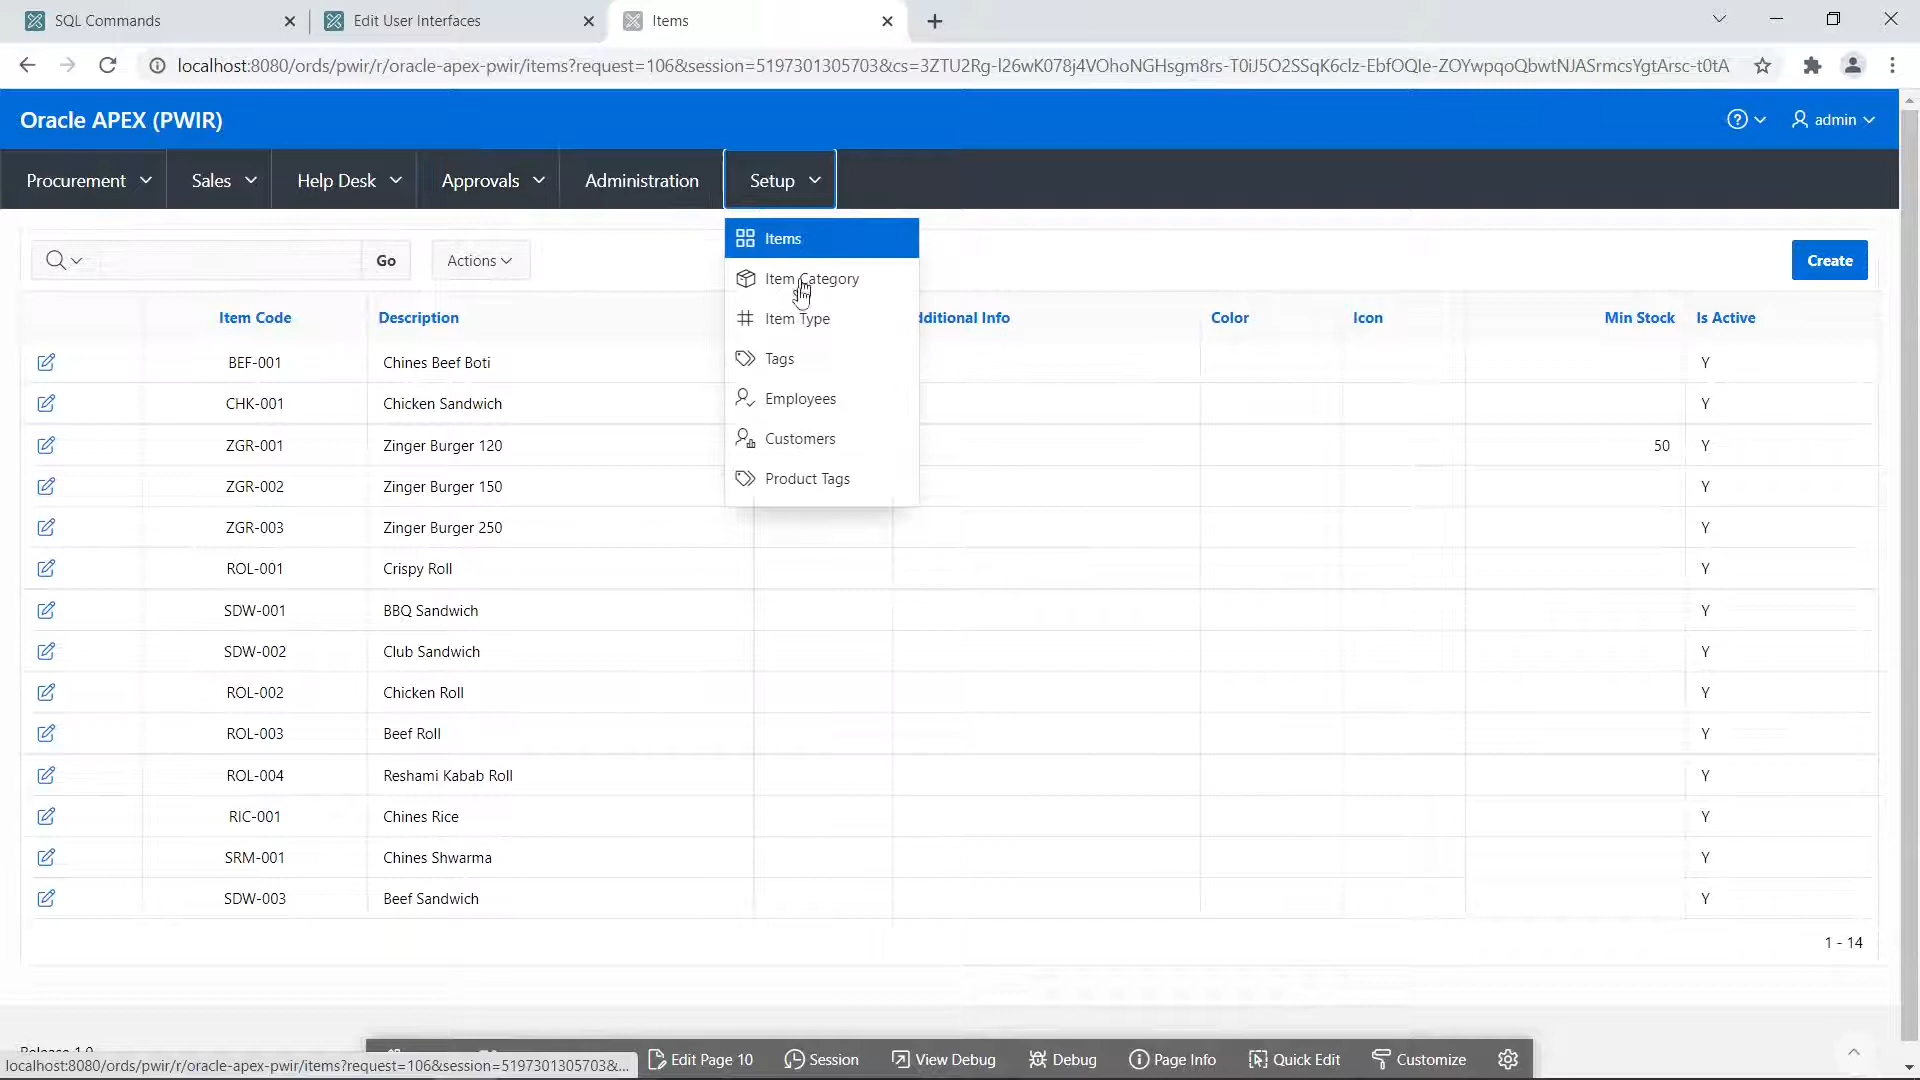 SQL Commands
Edit User Interfaces
Items
localhost:8080/ords/pwir/r/oracle-apex-pwir/items?request=106&session=5197301305703&cs=3ZTU2Rg-l26wK078j4VOhoNGHsgm8rs-T0iJ5O2SSqK6clz-EbfOQle-ZOYwpqoQbwtNJASrmcsYgtArsc-t0tA
Oracle APEX (PWIR)
admin
Procurement
Sales
Help Desk
Approvals
Administration
Setup
Items
Item Category
Item Type
Tags
Employees
Customers
Product Tags
Go
Actions
Create
Item Code Description dditional Info Color Icon Min Stock Is Active
BEF-001 Chines Beef Boti Y
CHK-001 Chicken Sandwich Y
ZGR-001 Zinger Burger 120 50 Y
ZGR-002 Zinger Burger 150 Y
ZGR-003 Zinger Burger 250 Y
ROL-001 Crispy Roll Y
SDW-001 BBQ Sandwich Y
SDW-002 Club Sandwich Y
ROL-002 Chicken Roll Y
ROL-003 Beef Roll Y
ROL-004 Reshami Kabab Roll Y
RIC-001 Chines Rice Y
SRM-001 Chines Shwarma Y
SDW-003 Beef Sandwich Y
1 - 14
Release 1.0
localhost:8080/ords/pwir/r/oracle-apex-pwir/items?request=106&session=5197301305703&...
Edit Page 10
Session
View Debug
Debug
Page Info
Quick Edit
Customize